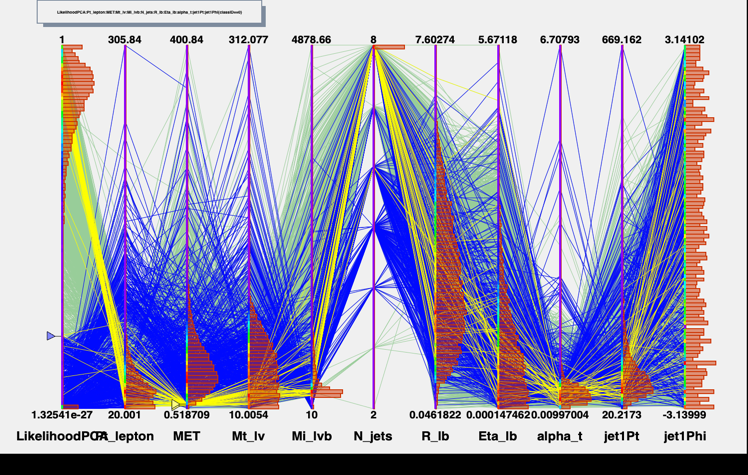 LikelihoodPCA:Pt_lepton:MET:Mt_lv:Mi_lvb:N_jets:R_lb:Eta_lb:alpha_t:jet1Pt:jet1Phi{classID==0}
1 305.84 400.84 312.077 4878.66 8 7.60274 5.67118 6.70793 669.162 3.14102
1.32541e-27 20.001 0.518709 10.0054 10 2 0.0461822 0.000147462 0.00997004 20.2173 -3.13999
LikelihoodPCA Pt_lepton MET Mt_lv Mi_lvb N_jets R_lb Eta_lb alpha_t jet1Pt jet1Phi